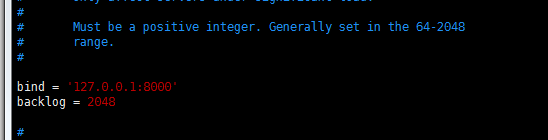 #
#       Must be a positive integer. Generally set in the 64-2048
#       range.
#
bind = '127.0.0.1:8000'
backlog = 2048
#